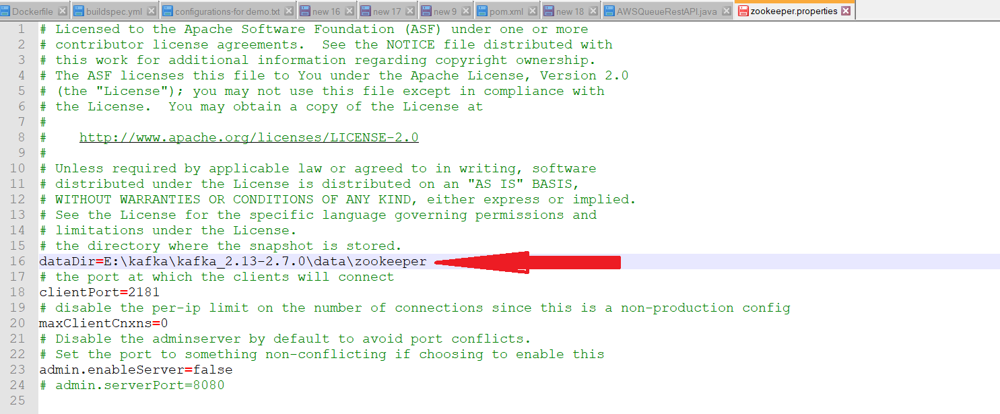 Dockerfile buildspec.yml configurations-for demo.txt new 16 new 17 new 9 pom.xml new 18 AWSQueueRestAPI.java zookeeper.properties
1 # Licensed to the Apache Software Foundation (ASF) under one or more
2 # contributor license agreements.  See the NOTICE file distributed with
3 # this work for additional information regarding copyright ownership.
4 # The ASF licenses this file to You under the Apache License, Version 2.0
5 # (the "License"); you may not use this file except in compliance with
6 # the License.  You may obtain a copy of the License at
7 #
8 #    http://www.apache.org/licenses/LICENSE-2.0
9 #
10 # Unless required by applicable law or agreed to in writing, software
11 # distributed under the License is distributed on an "AS IS" BASIS,
12 # WITHOUT WARRANTIES OR CONDITIONS OF ANY KIND, either express or implied.
13 # See the License for the specific language governing permissions and
14 # limitations under the License.
15 # the directory where the snapshot is stored.
16 dataDir=E:\kafka\kafka_2.13-2.7.0\data\zookeeper
17 # the port at which the clients will connect
18 clientPort=2181
19 # disable the per-ip limit on the number of connections since this is a non-production config
20 maxClientCnxns=0
21 # Disable the adminserver by default to avoid port conflicts.
22 # Set the port to something non-conflicting if choosing to enable this
23 admin.enableServer=false
24 # admin.serverPort=8080
25